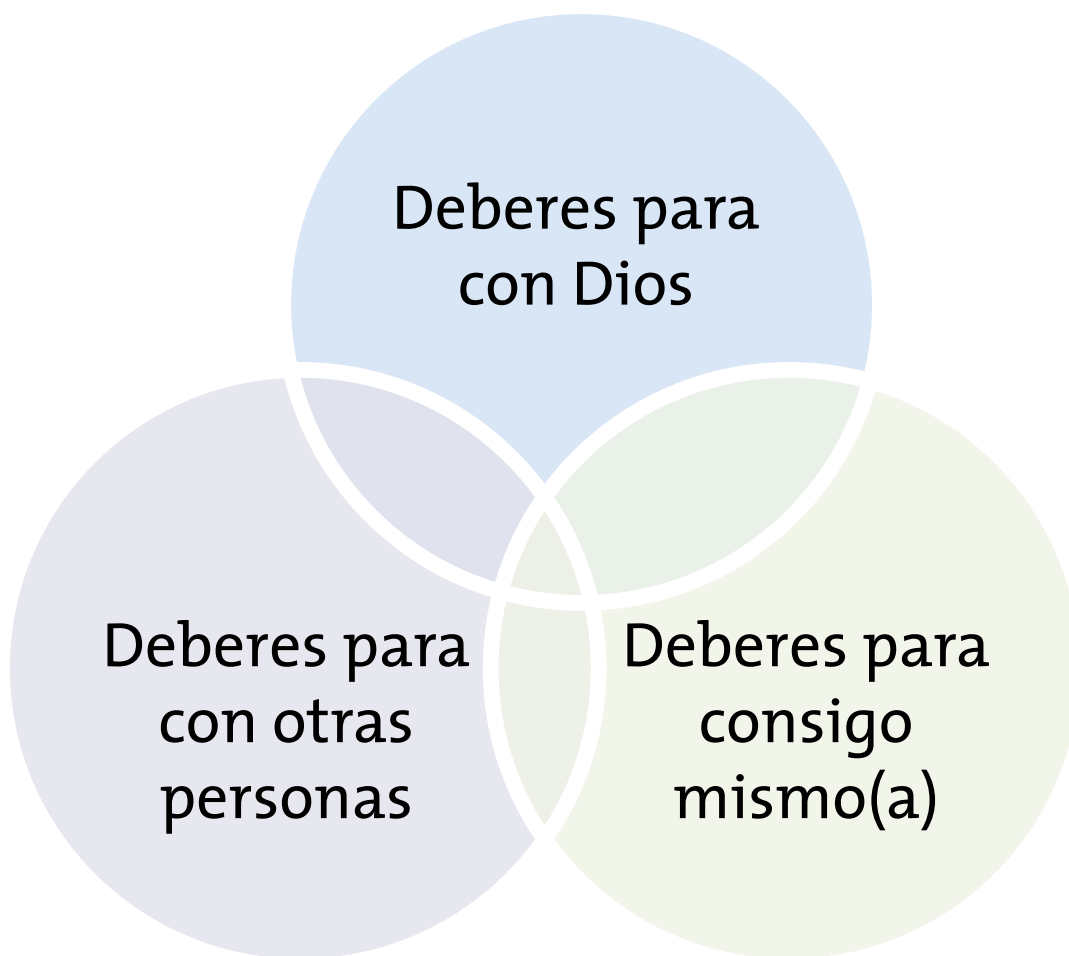 Deberes para
con Dios
Deberes para
con otras
personas
Deberes para
consigo
mismo(a)